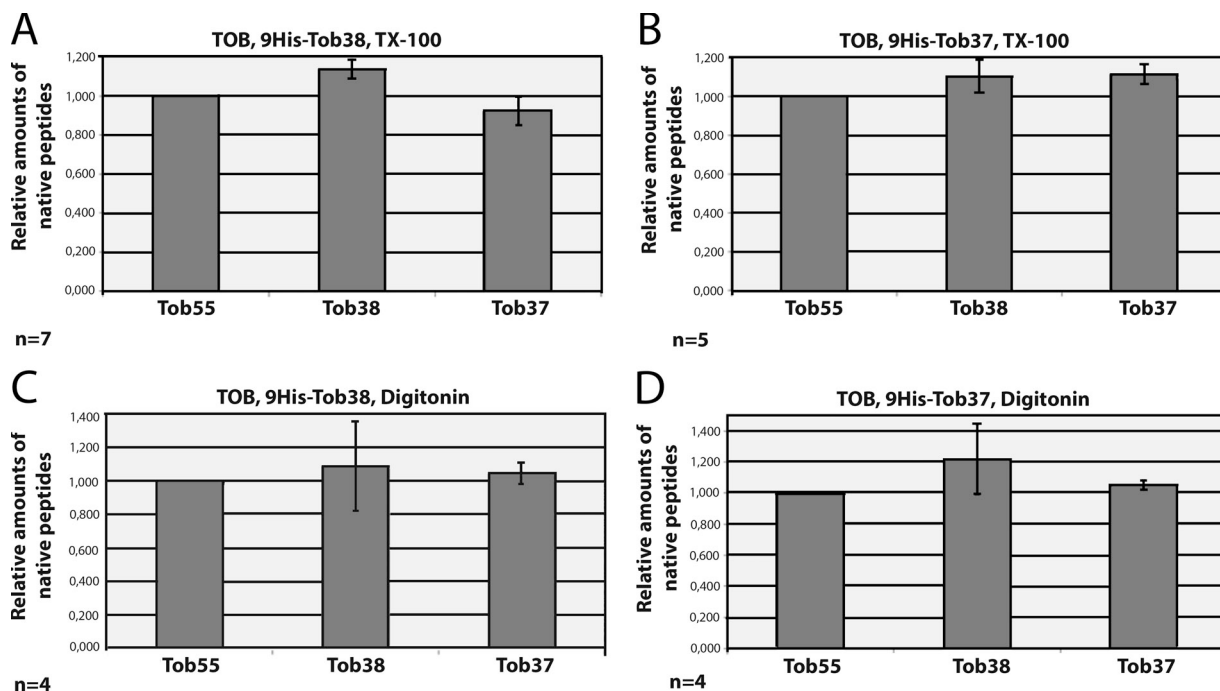 A
TOB, 9His-Tob38, TX-100
Relative amounts of
native peptides
1,200
1,000
0,800
0,600
0,400
0,200
0,000
Tob55
Tob38
Tob37
n=7
B
TOB, 9His-Tob37, TX-100
Relative amounts of
native peptides
1,200
1,000
0,800
0,600
0,400
0,200
0,000
Tob55
Tob38
Tob37
n=5
C
TOB, 9His-Tob38, Digitonin
Relative amounts of
native peptides
1,400
1,200
1,000
0,800
0,600
0,400
0,200
0,000
Tob55
Tob38
Tob37
n=4
D
TOB, 9His-Tob37, Digitonin
Relative amounts of
native peptides
1,400
1,200
1,000
0,800
0,600
0,400
0,200
0,000
Tob55
Tob38
Tob37
n=4